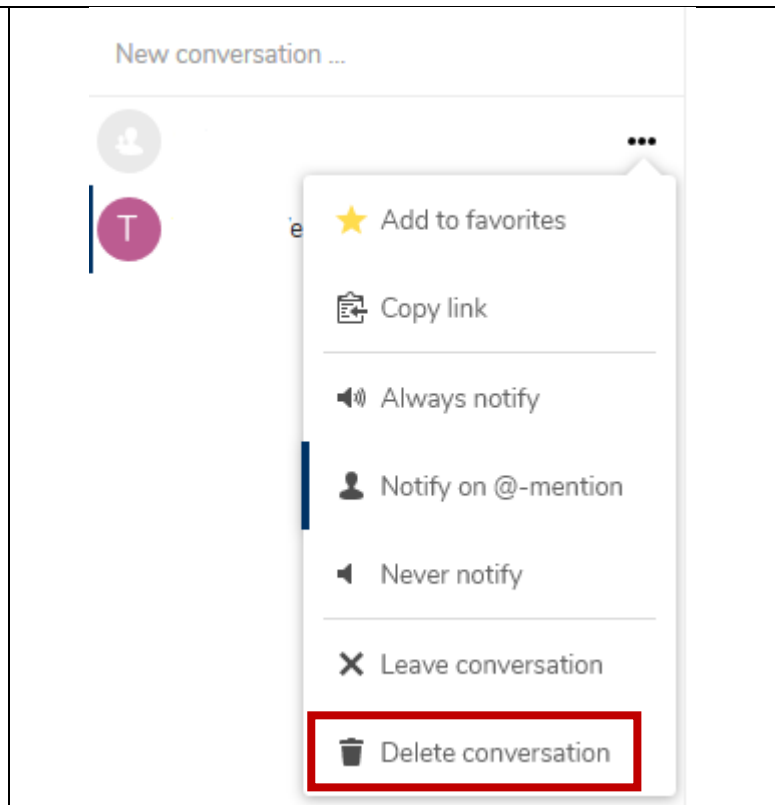 New conversation ...
T
e
Add to favorites
Copy link
Always notify
Notify on @-mention
Never notify
Leave conversation
Delete conversation